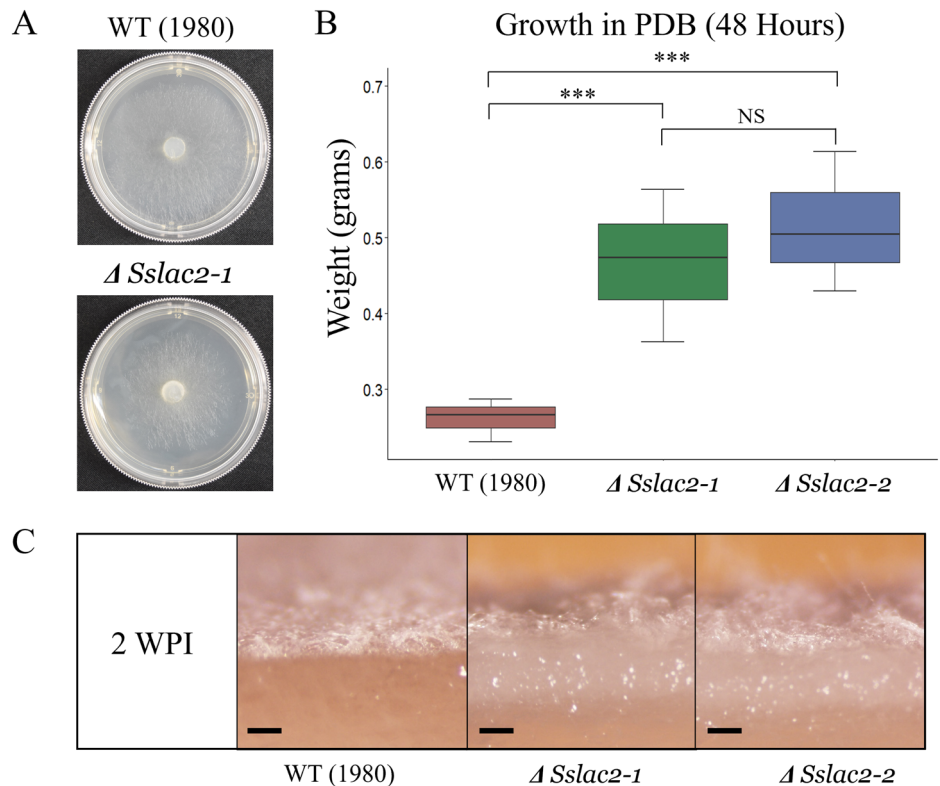 A
WT (1980)
Δ Sslac2-1
B
Growth in PDB (48 Hours)
***
***
NS
Weight (grams)
0.7
0.6
0.5
0.4
0.3
WT (1980)
Δ Sslac2-1
Δ Sslac2-2
C
2 WPI
WT (1980)
Δ Sslac2-1
Δ Sslac2-2